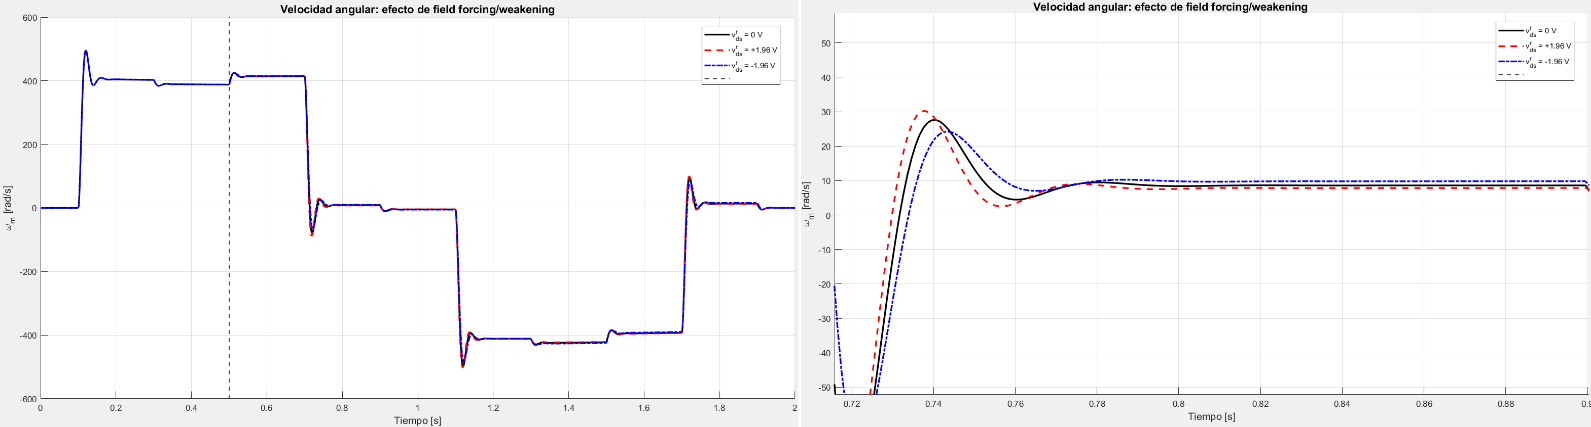 Velocidad angular: efecto de field forcing/weakening
600
400
200
0
-200
-400
-600
ω_m [rad/s]
0 0.2 0.4 0.6 0.8 1 1.2 1.4 1.6 1.8 2
Tiempo [s]
v^r_ds = 0 V
v^r_ds = +1.96 V
v^r_ds = -1.96 V
Velocidad angular: efecto de field forcing/weakening
50
40
30
20
10
0
-10
-20
-30
-40
-50
ω_m [rad/s]
0.72 0.74 0.76 0.78 0.8 0.82 0.84 0.86 0.88
Tiempo [s]
v^r_ds = 0 V
v^r_ds = +1.96 V
v^r_ds = -1.96 V